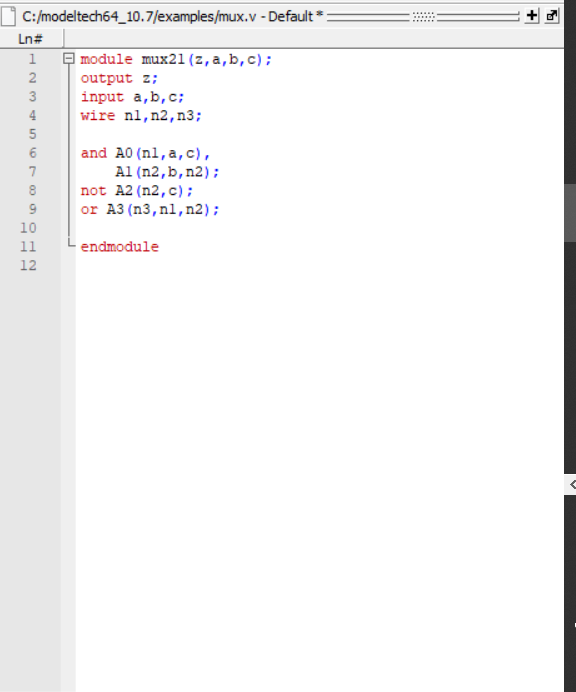 C:/modeltech64_10.7/examples/mux.v - Default *
Ln#
1 module mux21(z,a,b,c);
2 output z;
3 input a,b,c;
4 wire n1,n2,n3;
5
6 and A0(n1,a,c),
7 A1(n2,b,n2);
8 not A2(n2,c);
9 or A3(n3,n1,n2);
10
11 endmodule
12